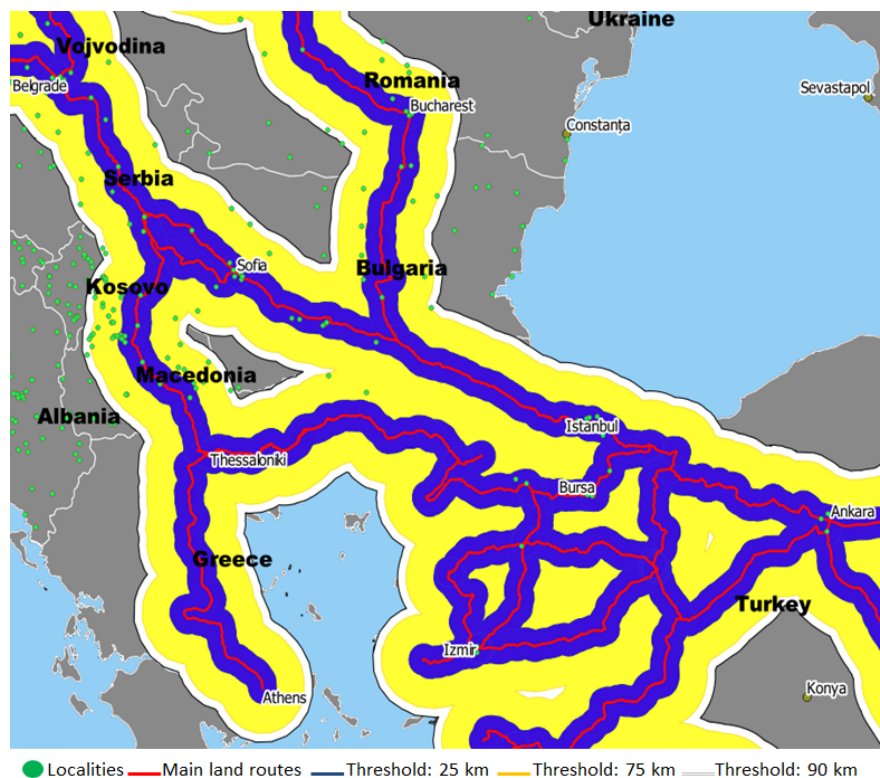 Ukraine
Vojvodina
Romania
Belgrade
Sevastapol
Bucharest
Constanța
Serbia
Sofia
Bulgaria
Kosovo
Macedonia
Albania
Istanbul
Thessaloniki
Bursa
Ankara
Greece
Turkey
Izmir
Athens
Konya
Localities Main land routes Threshold: 25 km Threshold: 75 km Threshold: 90 km